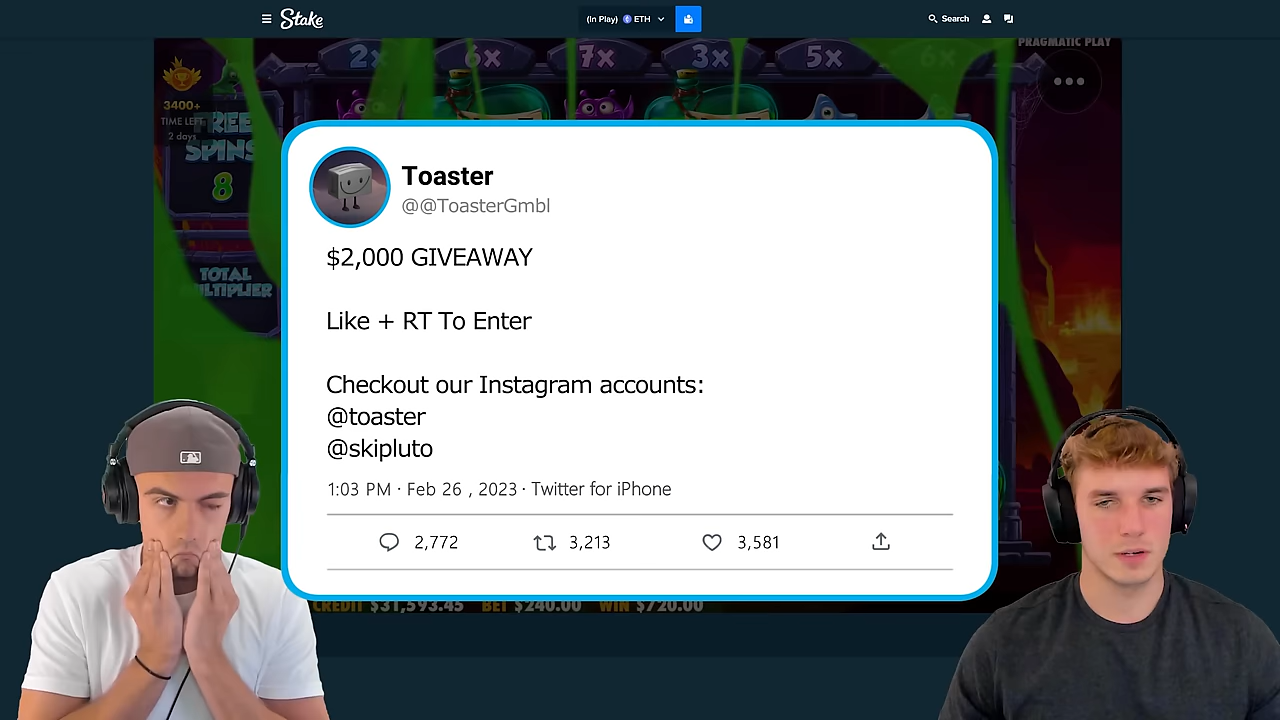 Stake
(In Play) ETH
Search
PRAGMATIC PLAY
2x 6x 7x 3x 5x 6x
3400+
TIME LEFT
2 days
FREE
SPINS
8
TOTAL
MULTIPLIER
Toaster
@@ToasterGmbl
$2,000 GIVEAWAY
Like + RT To Enter
Checkout our Instagram accounts:
@toaster
@skipluto
1:03 PM · Feb 26 , 2023 · Twitter for iPhone
2,772 3,213 3,581
CREDIT $31,593.45 BET $240.00 WIN $720.00